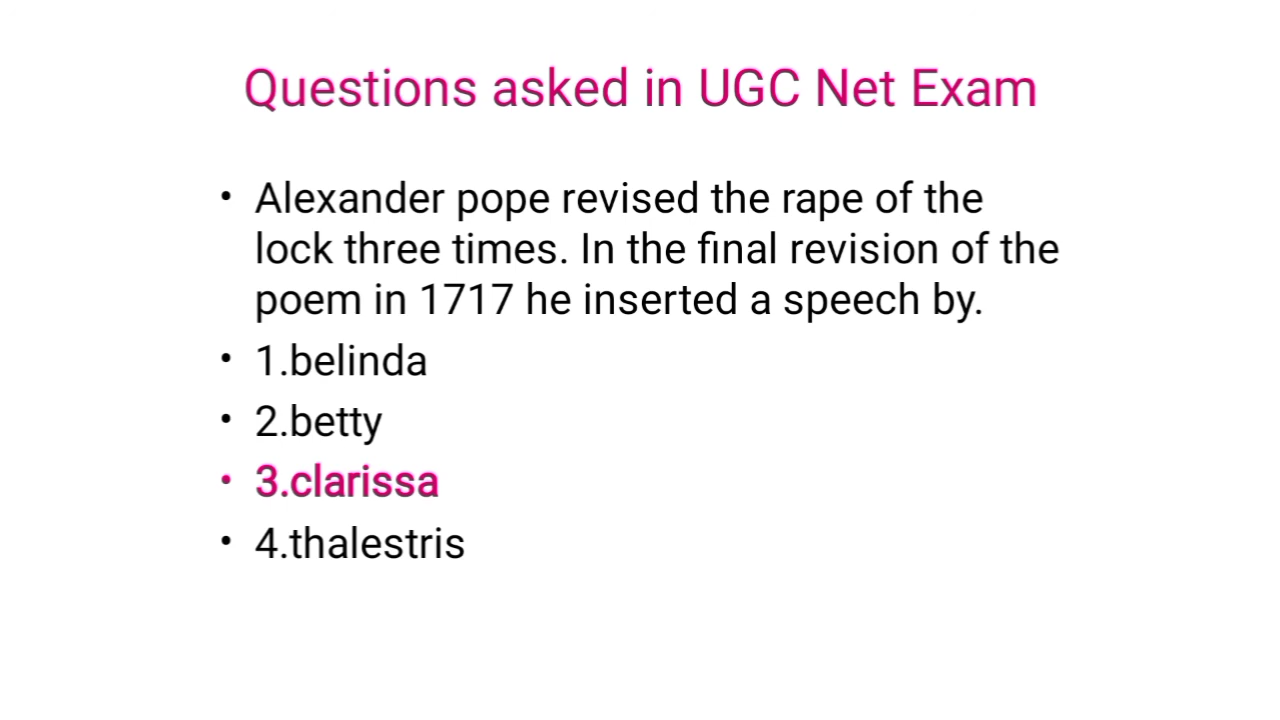 Questions asked in UGC Net Exam
• Alexander pope revised the rape of the
lock three times. In the final revision of the
poem in 1717 he inserted a speech by.
• 1.belinda
• 2.betty
• 3.clarissa
• 4.thalestris